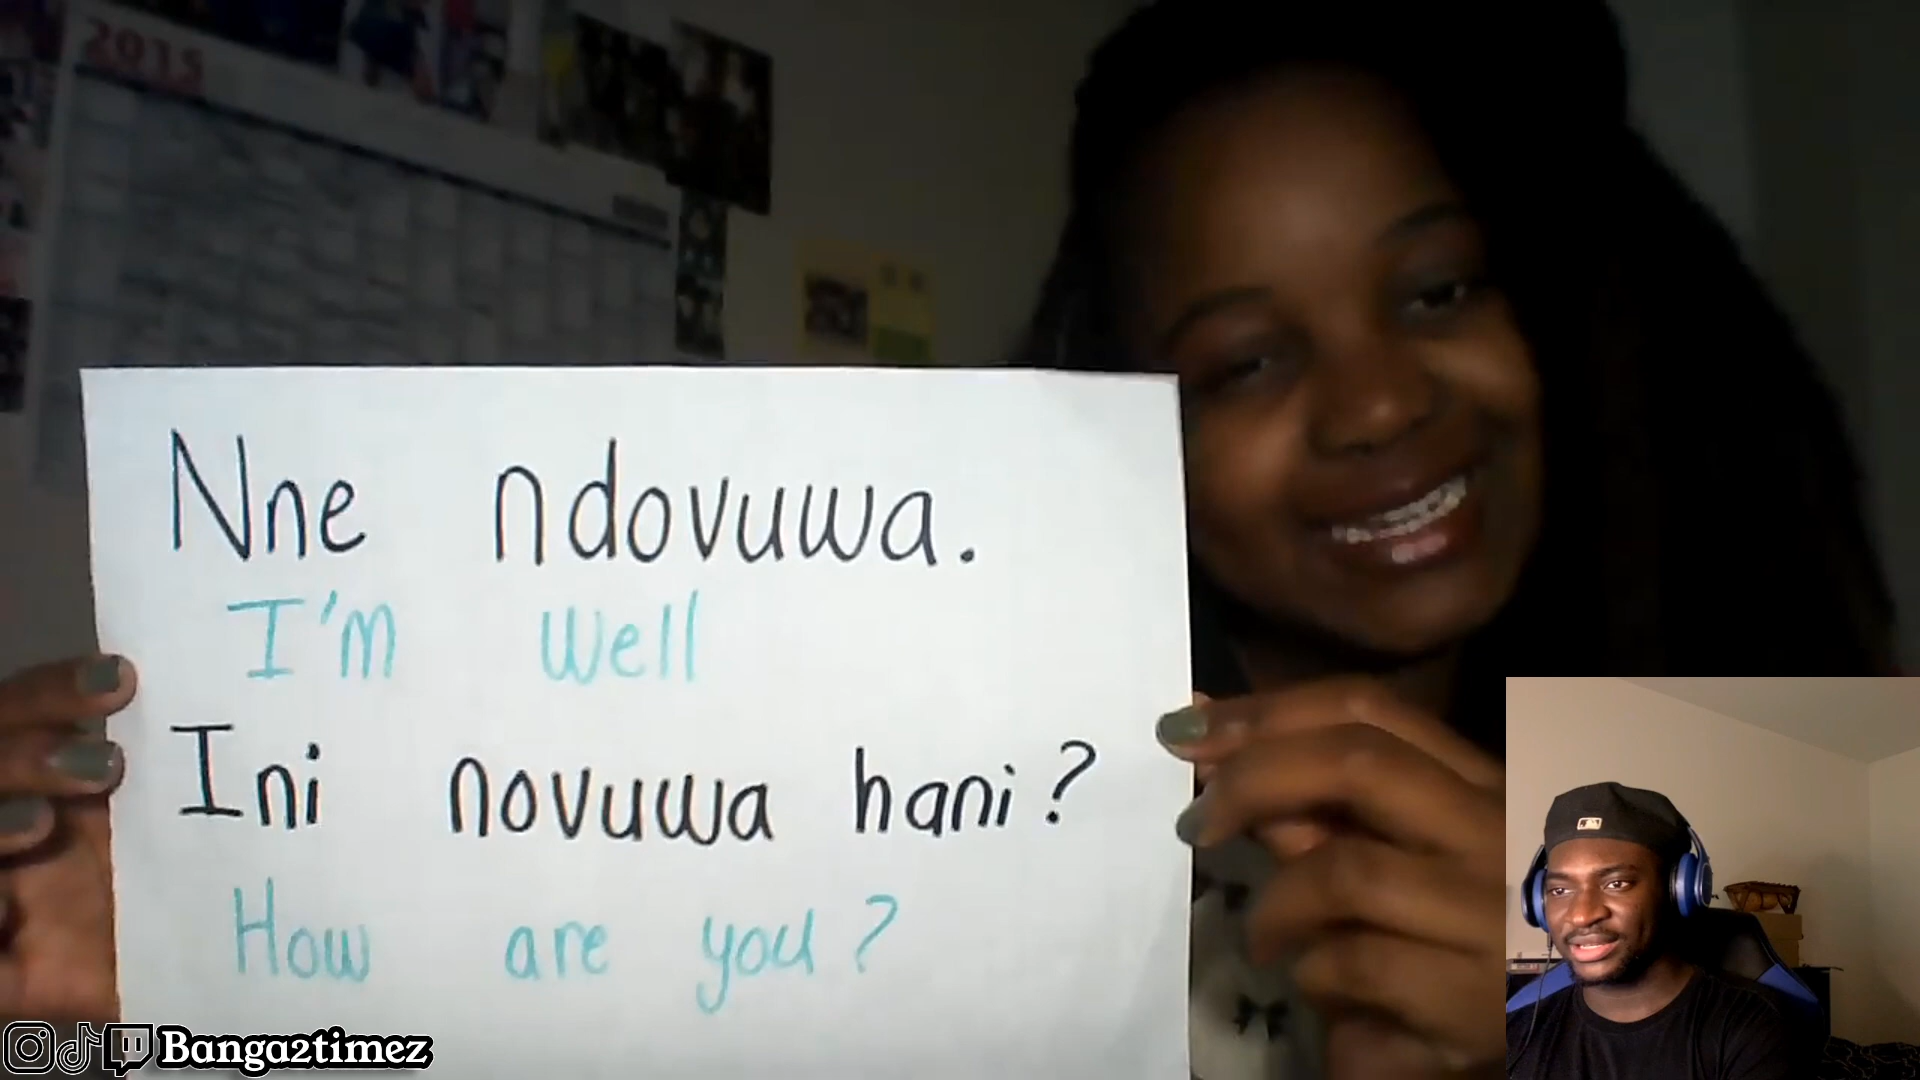 2015
Nne ndovuwa.
I'm well
Ini novuwa hani?
How are you?
Banga2timez